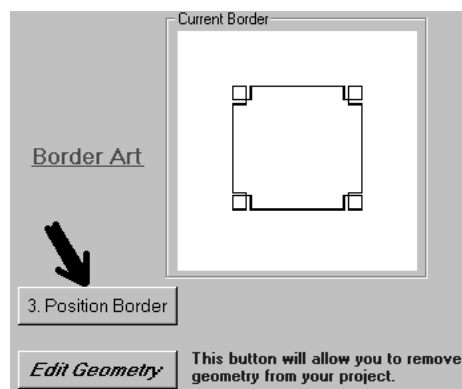 Current Border
Border Art
3. Position Border
Edit Geometry
This button will allow you to remove
geometry from your project.